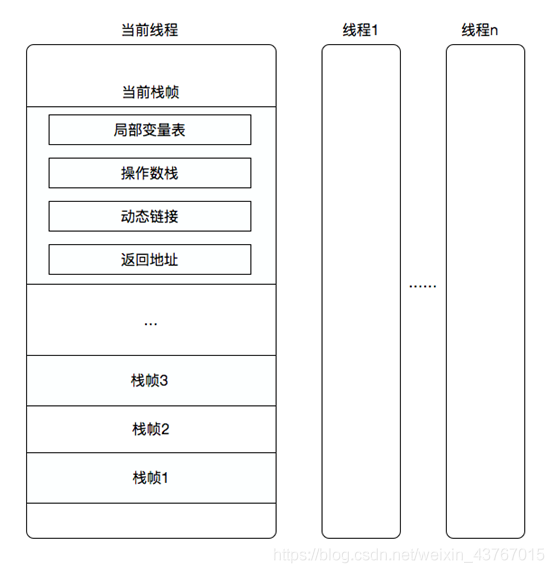 当前线程
线程1
线程n
当前栈帧
局部变量表
操作数栈
动态链接
返回地址
...
......
栈帧3
栈帧2
栈帧1
https://blog.csdn.net/weixin_43767015